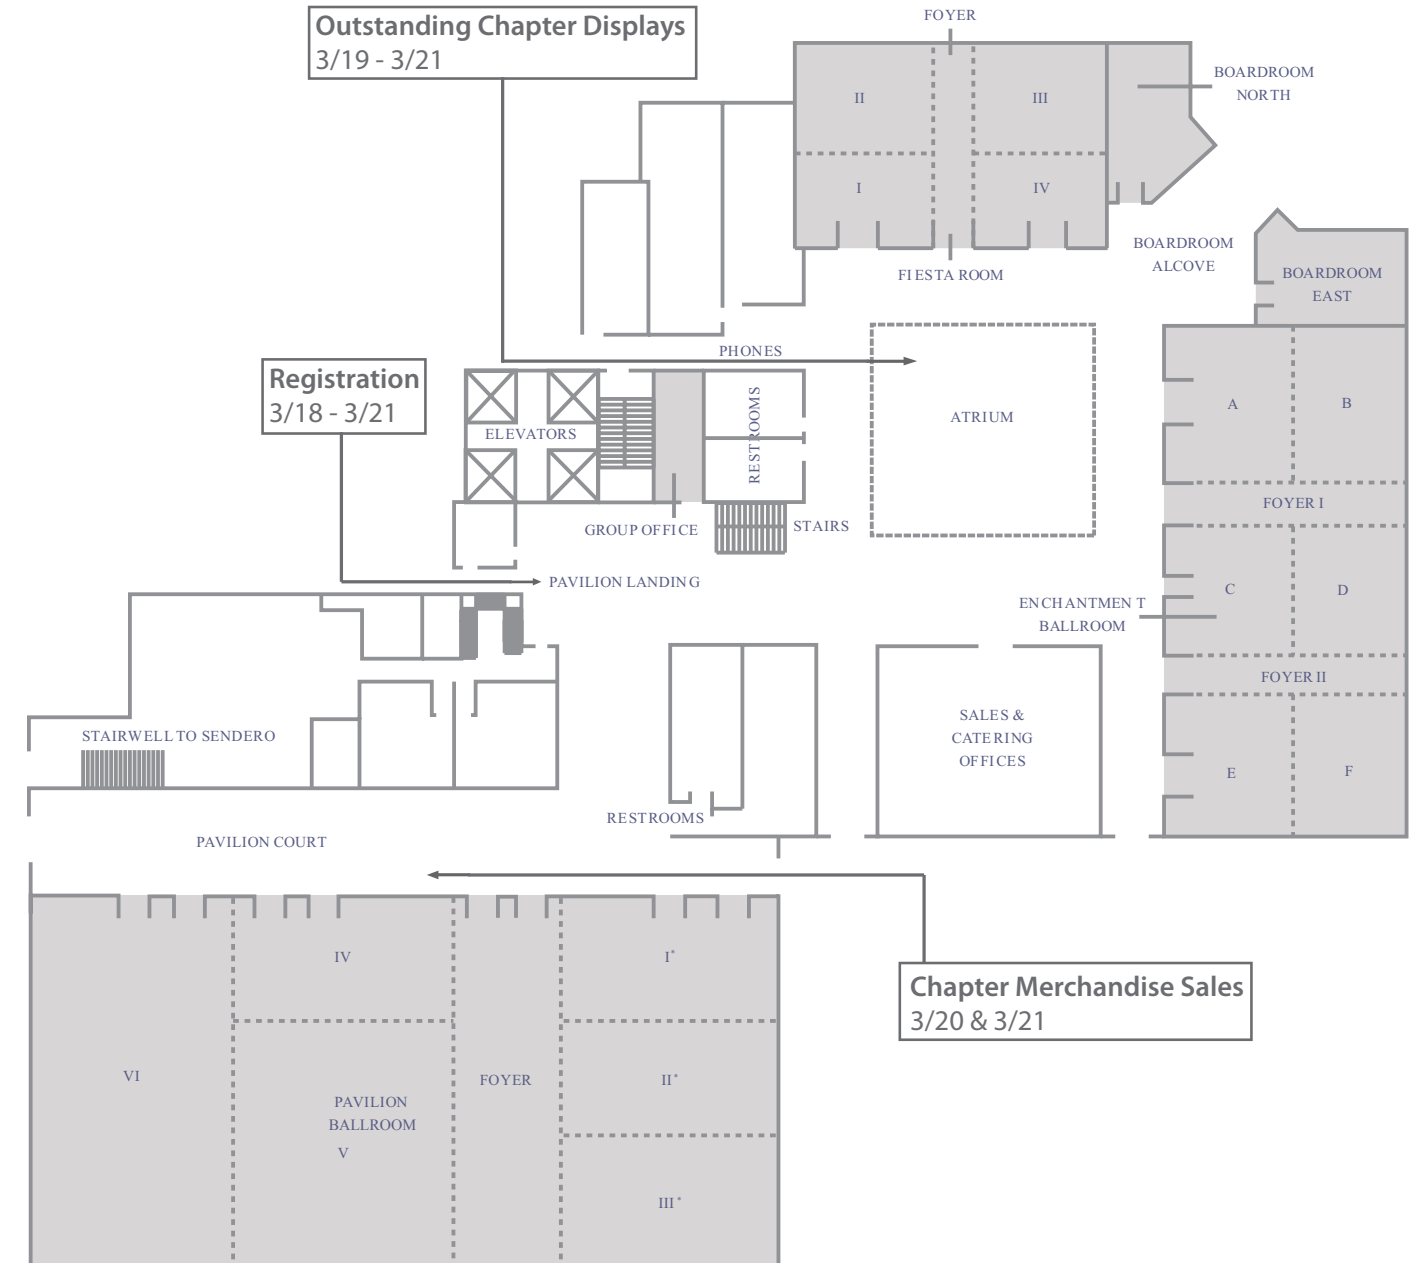 Outstanding Chapter Displays
3/19 - 3/21
FOYER
BOARDROOM
NORTH
II
III
I
IV
BOARDROOM
ALCOVE
FIESTA ROOM
BOARDROOM
EAST
PHONES
Registration
3/18 - 3/21
ELEVATORS
RESTROOMS
ATRIUM
A
B
GROUP OFFICE
STAIRS
FOYER I
PAVILION LANDING
ENCHANTMENT
BALLROOM
C
D
FOYER II
SALES &
CATERING
OFFICES
STAIRWELL TO SENDERO
E
F
RESTROOMS
PAVILION COURT
IV
I*
Chapter Merchandise Sales
3/20 & 3/21
VI
FOYER
II*
PAVILION
BALLROOM
V
III*